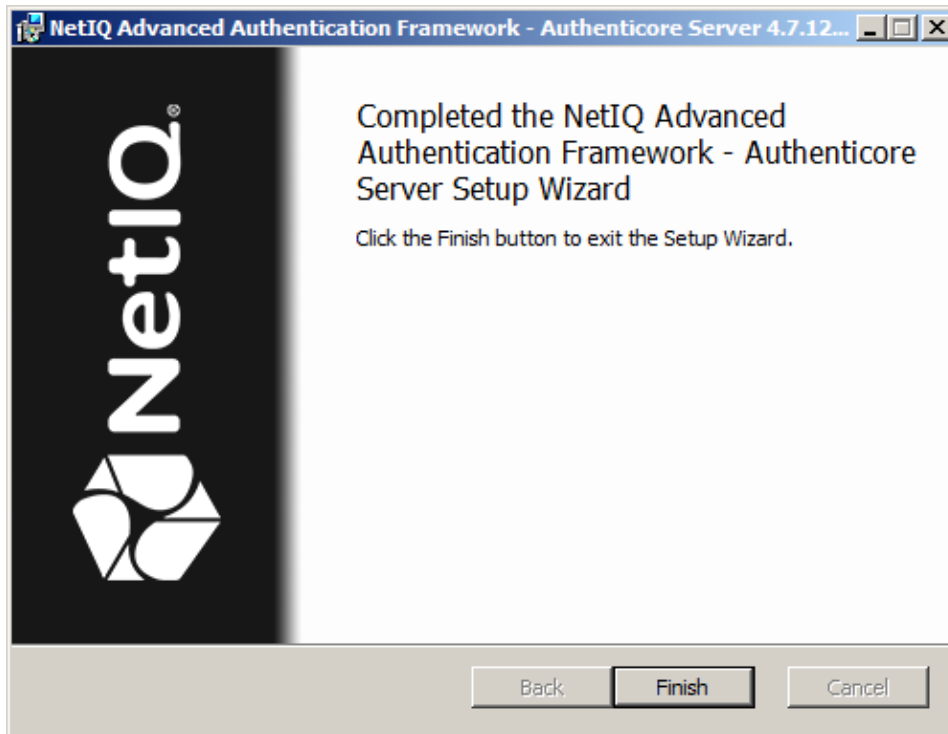 NetIQ Advanced Authentication Framework - Authenticore Server 4.7.12...
NetIQ®
Completed the NetIQ Advanced
Authentication Framework - Authenticore
Server Setup Wizard
Click the Finish button to exit the Setup Wizard.
Back
Finish
Cancel